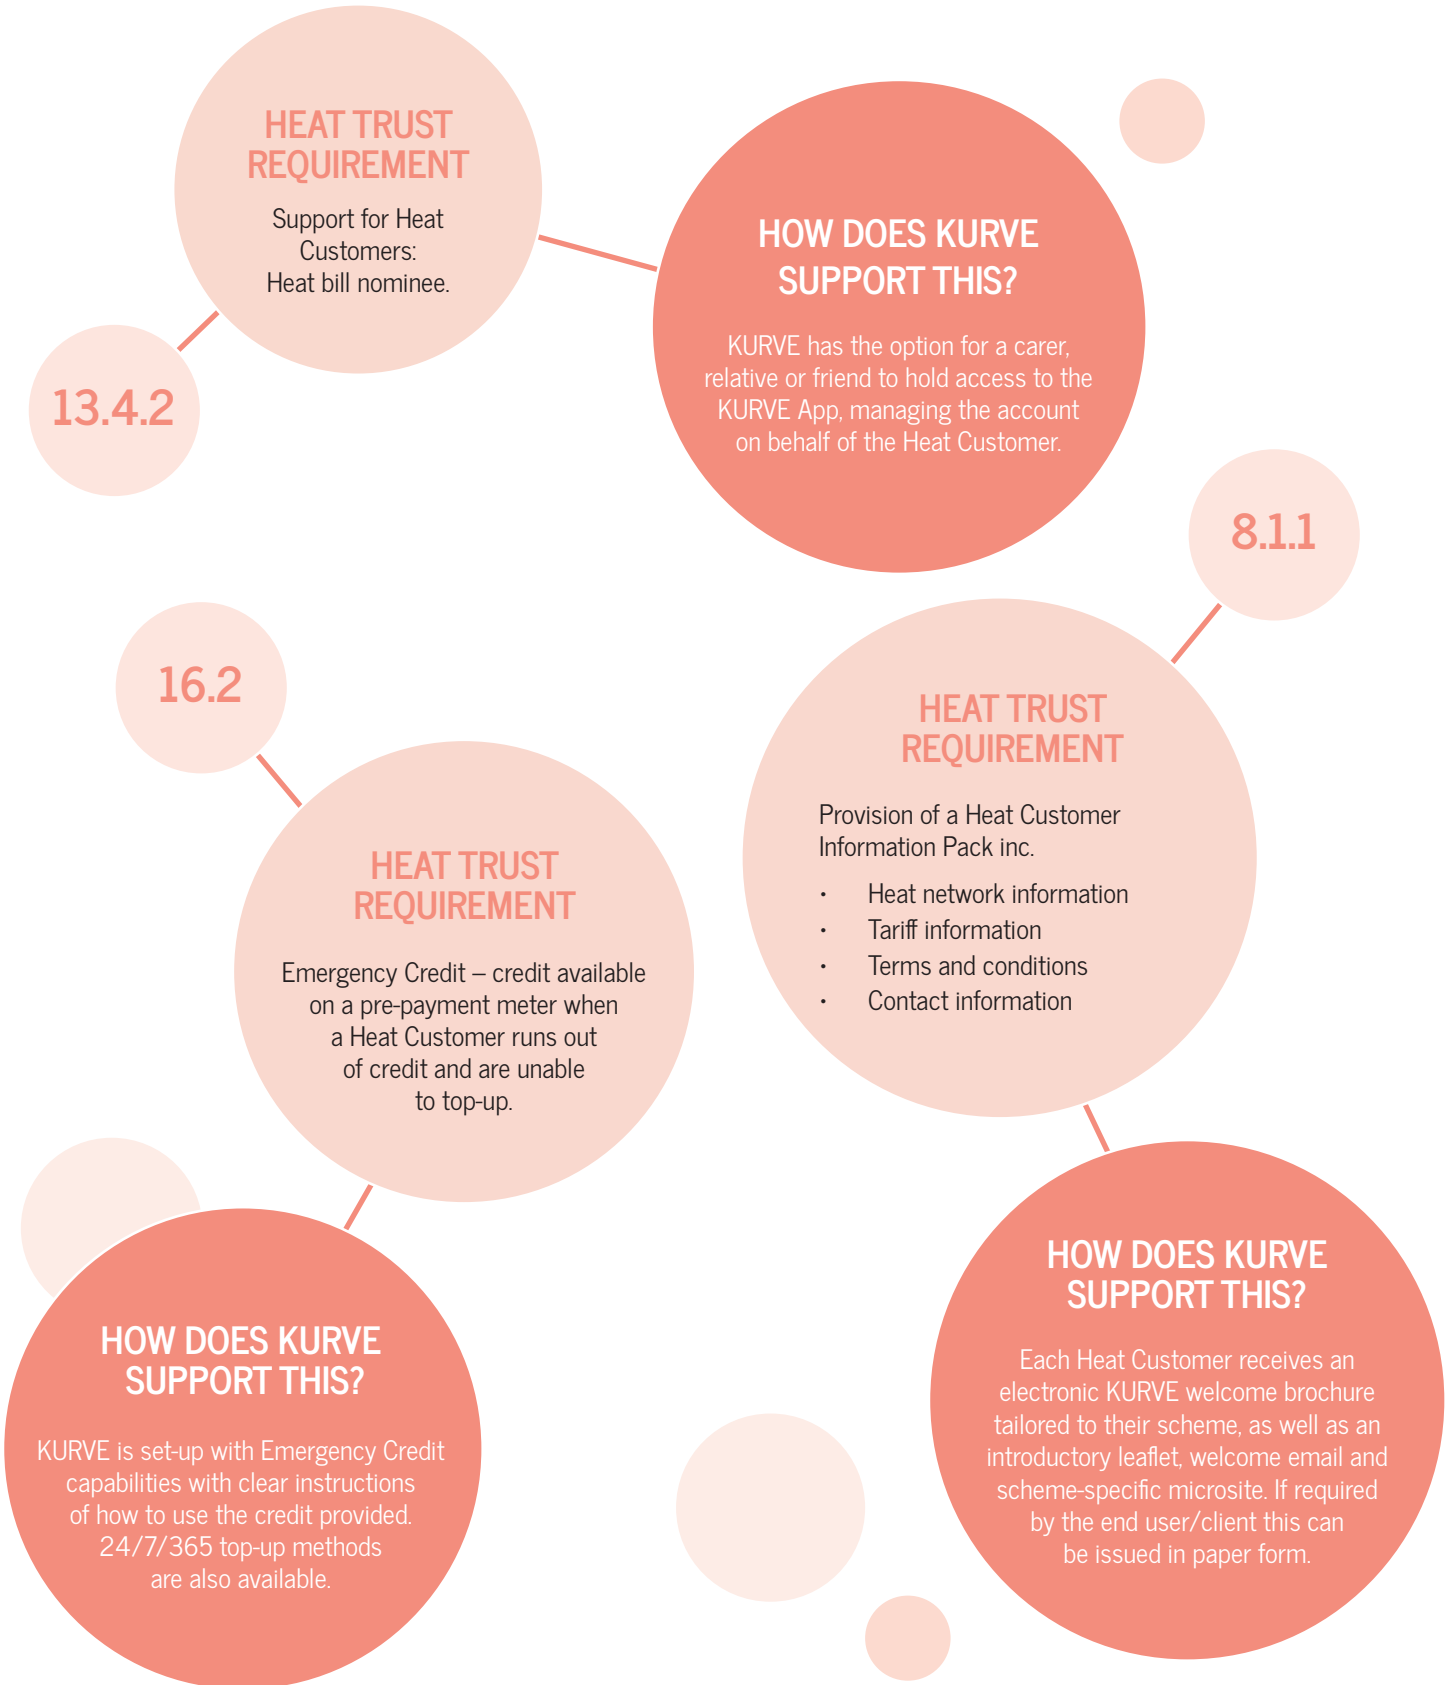 13.4.2
HEAT TRUST
REQUIREMENT
Support for Heat
Customers:
Heat bill nominee.
HOW DOES KURVE
SUPPORT THIS?
KURVE has the option for a carer,
relative or friend to hold access to the
KURVE App, managing the account
on behalf of the Heat Customer.
8.1.1
HEAT TRUST
REQUIREMENT
Provision of a Heat Customer
Information Pack inc.
• Heat network information
• Tariff information
• Terms and conditions
• Contact information
HOW DOES KURVE
SUPPORT THIS?
Each Heat Customer receives an
electronic KURVE welcome brochure
tailored to their scheme, as well as an
introductory leaflet, welcome email and
scheme-specific microsite. If required
by the end user/client this can
be issued in paper form.
16.2
HEAT TRUST
REQUIREMENT
Emergency Credit – credit available
on a pre-payment meter when
a Heat Customer runs out
of credit and are unable
to top-up.
HOW DOES KURVE
SUPPORT THIS?
KURVE is set-up with Emergency Credit
capabilities with clear instructions
of how to use the credit provided.
24/7/365 top-up methods
are also available.